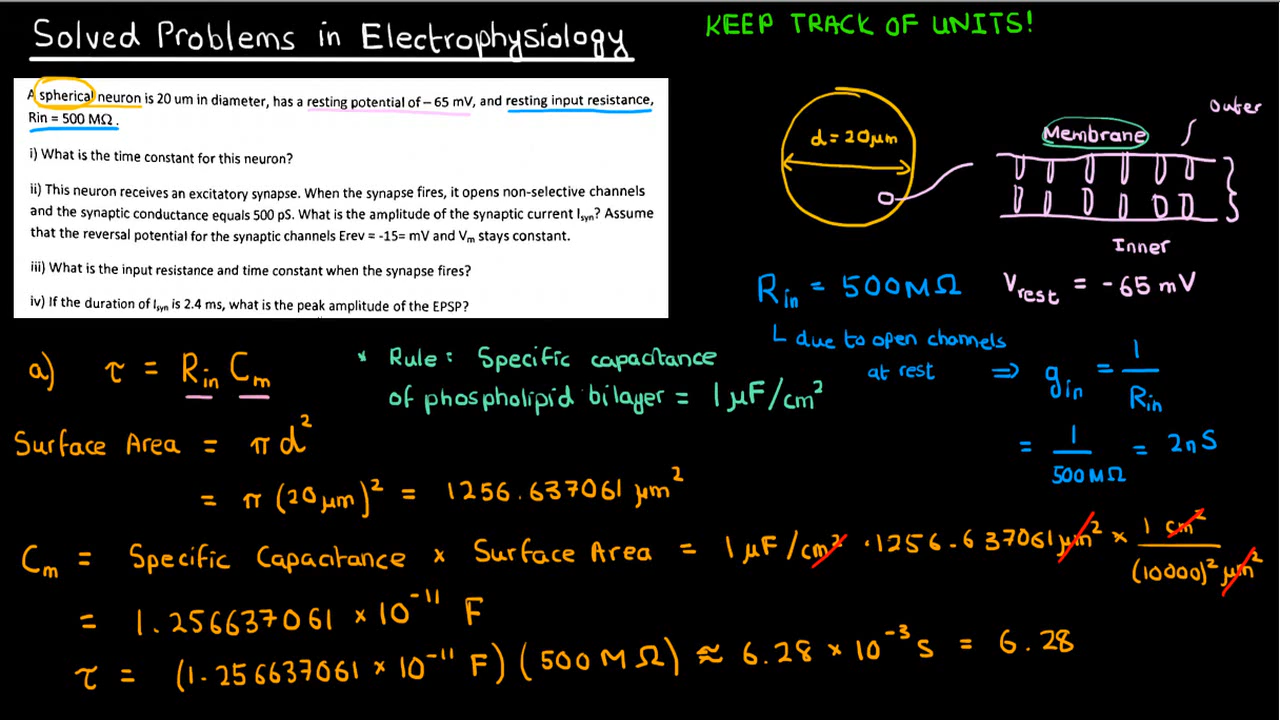 Solved Problems in Electrophysiology
KEEP TRACK OF UNITS!
A spherical neuron is 20 um in diameter, has a resting potential of – 65 mV, and resting input resistance,
Rin = 500 MΩ.
i) What is the time constant for this neuron?
ii) This neuron receives an excitatory synapse. When the synapse fires, it opens non-selective channels
and the synaptic conductance equals 500 pS. What is the amplitude of the synaptic current Isyn? Assume
that the reversal potential for the synaptic channels Erev = -15= mV and Vm stays constant.
iii) What is the input resistance and time constant when the synapse fires?
iv) If the duration of Isyn is 2.4 ms, what is the peak amplitude of the EPSP?
d = 20μm
Outer
Membrane
Inner
Rin = 500MΩ
Vrest = -65 mV
L due to open channels
at rest ⇒ gin = 1/Rin
= 1/500MΩ = 2nS
a) τ = Rin Cm
* Rule: Specific capacitance
of phospholipid bilayer = 1 μF/cm²
Surface Area = π d²
= π (20μm)² = 1256.637061 μm²
Cm = Specific Capacitance × Surface Area = 1 μF/cm² · 1256.637061 μm² × 1 cm²/(10000)² μm²
= 1.256637061 × 10⁻¹¹ F
τ = (1.256637061 × 10⁻¹¹ F) (500 MΩ) ≈ 6.28 × 10⁻³ s = 6.28